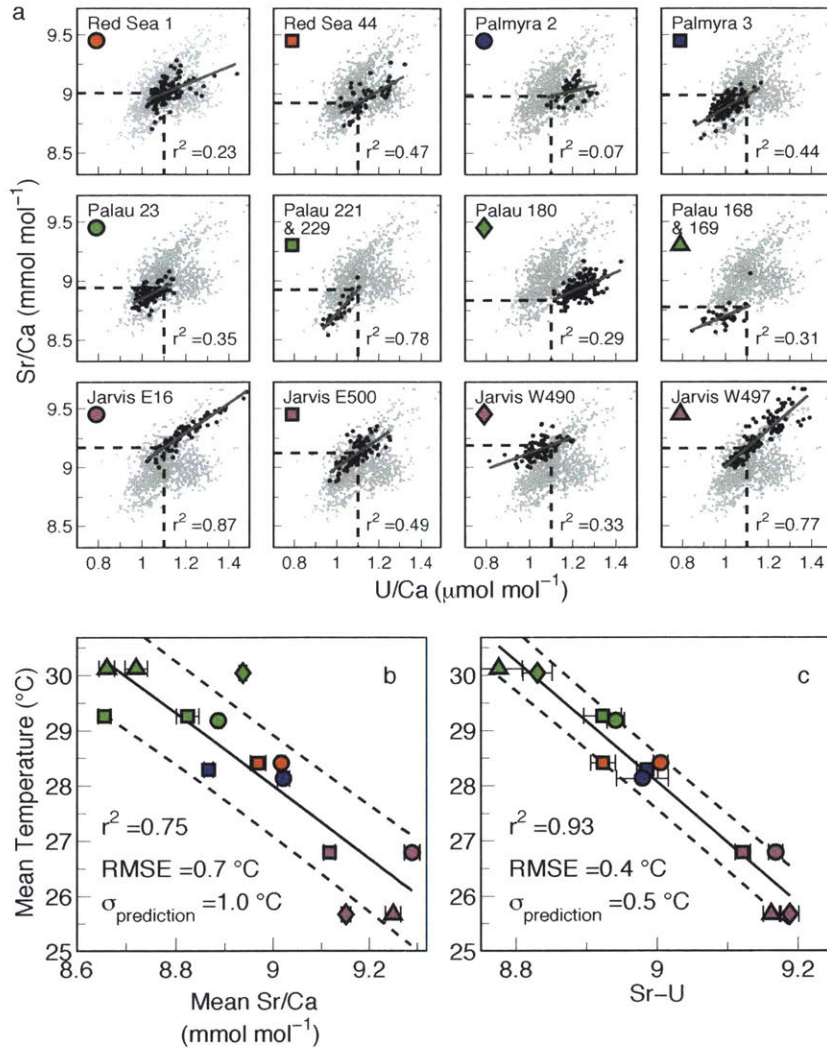 a
Red Sea 1
Red Sea 44
Palmyra 2
Palmyra 3
9.5
9
8.5
r² =0.23
r² =0.47
r² =0.07
r² =0.44
Palau 23
Palau 221
& 229
Palau 180
Palau 168
& 169
9.5
9
8.5
r² =0.35
r² =0.78
r² =0.29
r² =0.31
Sr/Ca (mmol mol⁻¹)
Jarvis E16
Jarvis E500
Jarvis W490
Jarvis W497
9.5
9
8.5
r² =0.87
r² =0.49
r² =0.33
r² =0.77
0.8 1 1.2 1.4
0.8 1 1.2 1.4
0.8 1 1.2 1.4
0.8 1 1.2 1.4
U/Ca (μmol mol⁻¹)
b
30
29
28
27
26
25
Mean Temperature (°C)
r² =0.75
RMSE =0.7 °C
σprediction =1.0 °C
8.6 8.8 9 9.2
Mean Sr/Ca
(mmol mol⁻¹)
c
r² =0.93
RMSE =0.4 °C
σprediction =0.5 °C
8.8 9 9.2
Sr−U